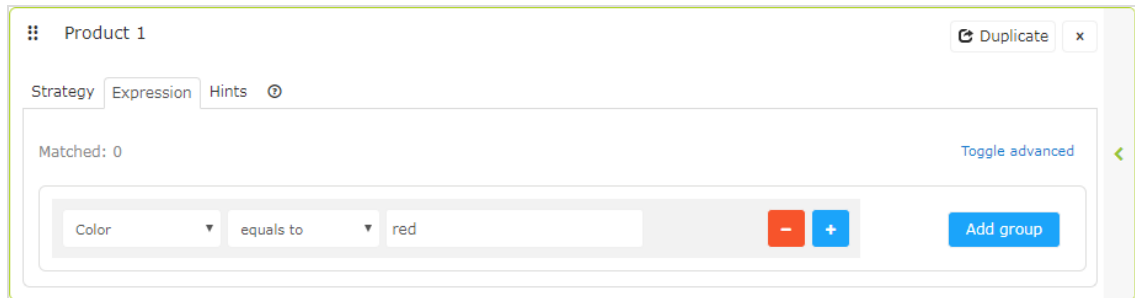 Product 1
Duplicate x
Strategy Expression Hints
Matched: 0
Toggle advanced
Color equals to red - + Add group